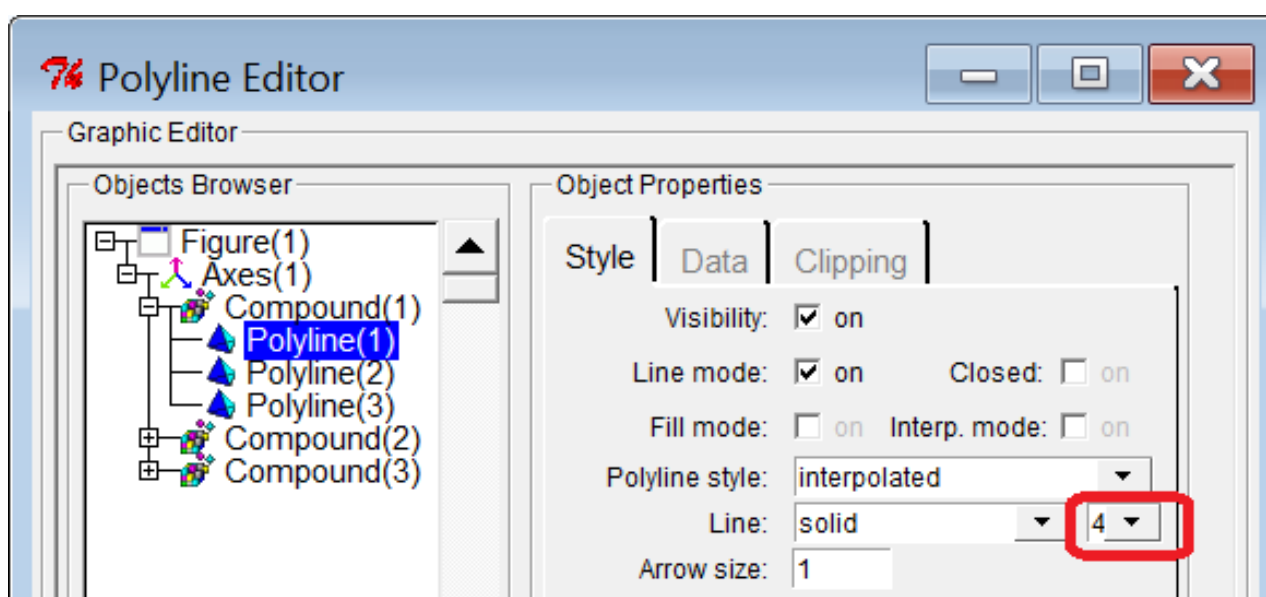 Polyline Editor
Graphic Editor
Objects Browser
Figure(1)
Axes(1)
Compound(1)
Polyline(1)
Polyline(2)
Polyline(3)
Compound(2)
Compound(3)
Object Properties
Style Data Clipping
Visibility: on
Line mode: on Closed: on
Fill mode: on Interp. mode: on
Polyline style: interpolated
Line: solid 4
Arrow size: 1